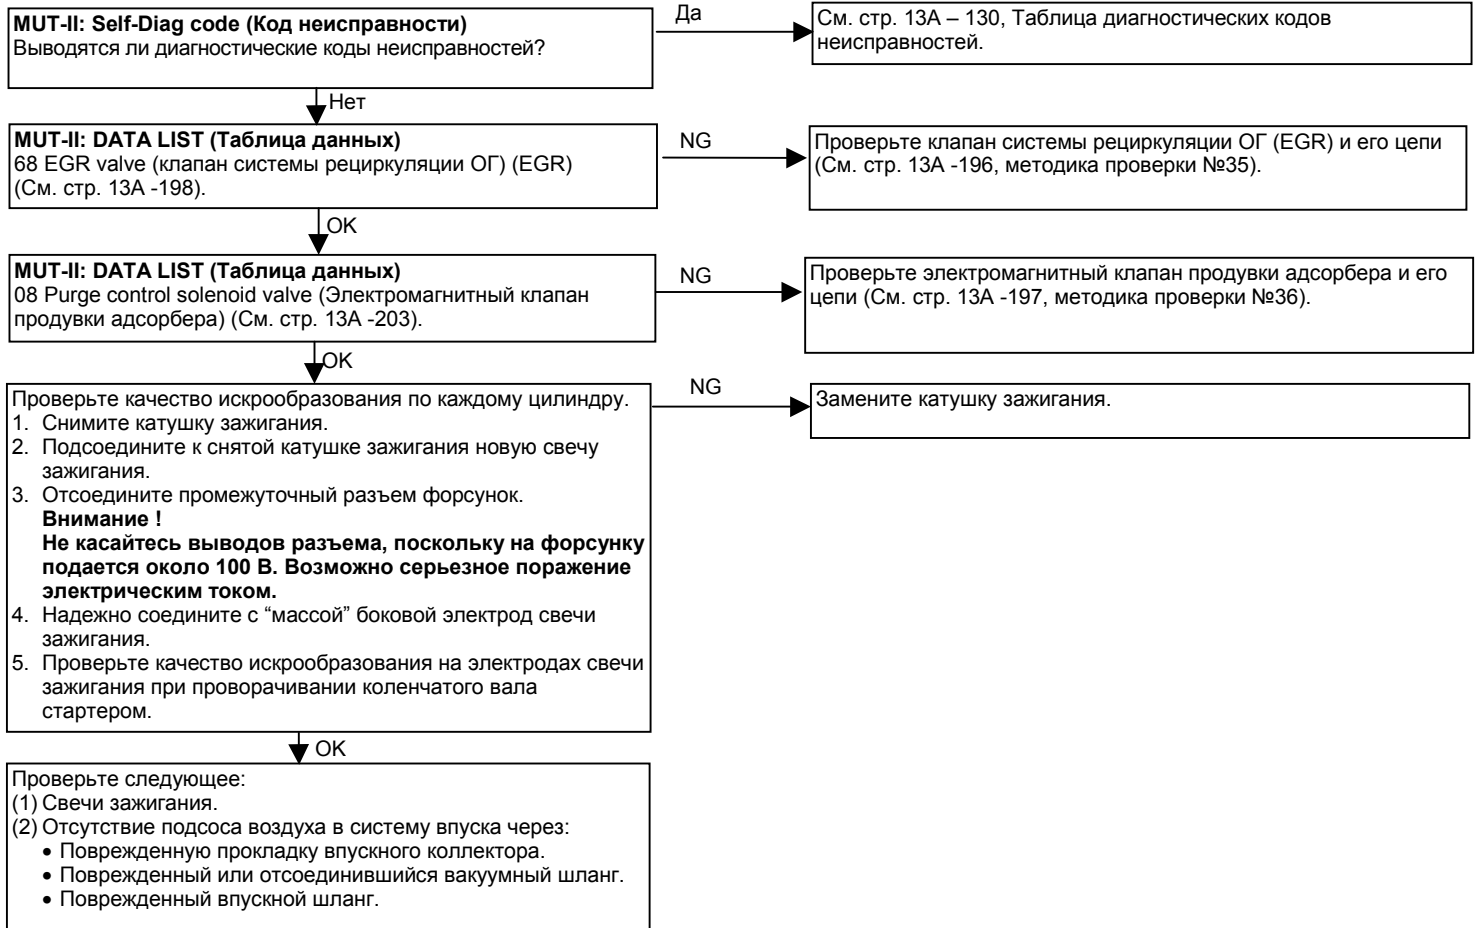 MUT-II: Self-Diag code (Код неисправности)
Выводятся ли диагностические коды неисправностей?
Да
См. стр. 13А – 130, Таблица диагностических кодов
неисправностей.
Нет
MUT-II: DATA LIST (Таблица данных)
68 EGR valve (клапан системы рециркуляции ОГ) (EGR)
(См. стр. 13А -198).
NG
Проверьте клапан системы рециркуляции ОГ (EGR) и его цепи
(См. стр. 13А -196, методика проверки №35).
OK
MUT-II: DATA LIST (Таблица данных)
08 Purge control solenoid valve (Электромагнитный клапан
продувки адсорбера) (См. стр. 13А -203).
NG
Проверьте электромагнитный клапан продувки адсорбера и его
цепи (См. стр. 13А -197, методика проверки №36).
OK
Проверьте качество искрообразования по каждому цилиндру.
1. Снимите катушку зажигания.
2. Подсоедините к снятой катушке зажигания новую свечу
зажигания.
3. Отсоедините промежуточный разъем форсунок.
Внимание !
Не касайтесь выводов разъема, поскольку на форсунку
подается около 100 В. Возможно серьезное поражение
электрическим током.
4. Надежно соедините с “массой” боковой электрод свечи
зажигания.
5. Проверьте качество искрообразования на электродах свечи
зажигания при проворачивании коленчатого вала
стартером.
NG
Замените катушку зажигания.
OK
Проверьте следующее:
(1) Свечи зажигания.
(2) Отсутствие подсоса воздуха в систему впуска через:
• Поврежденную прокладку впускного коллектора.
• Поврежденный или отсоединившийся вакуумный шланг.
• Поврежденный впускной шланг.